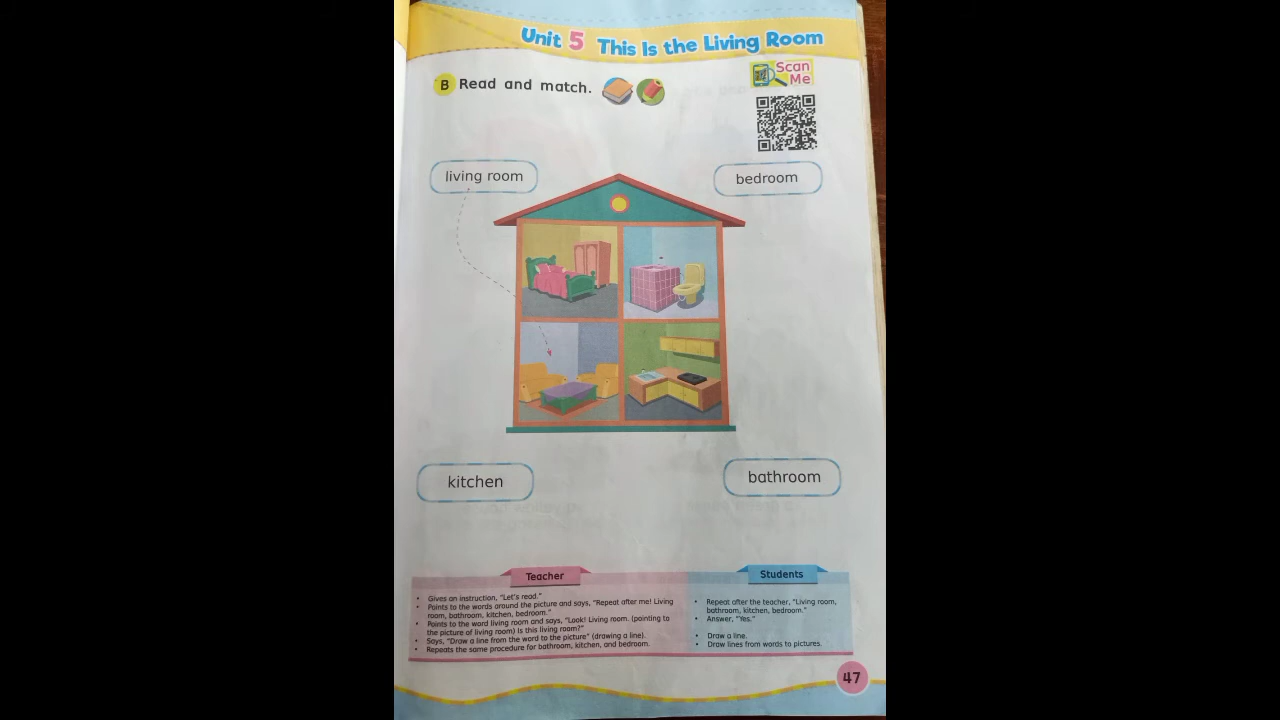 Unit 5 This Is the Living Room
B Read and match.
Scan
Me
living room
bedroom
kitchen
bathroom
Teacher
• Gives an instruction, "Let's read."
• Points to the words around the picture and says, "Repeat after me! Living
room, bathroom, kitchen, bedroom."
• Points to the word living room and says, "Look! Living room. (pointing to
the picture of living room) Is this living room?"
• Says, "Draw a line from the word to the picture" (drawing a line).
• Repeats the same procedure for bathroom, kitchen, and bedroom.
Students
• Repeat after the teacher, "Living room,
bathroom, kitchen, bedroom."
• Answer, "Yes."
• Draw a line.
• Draw lines from words to pictures.
47